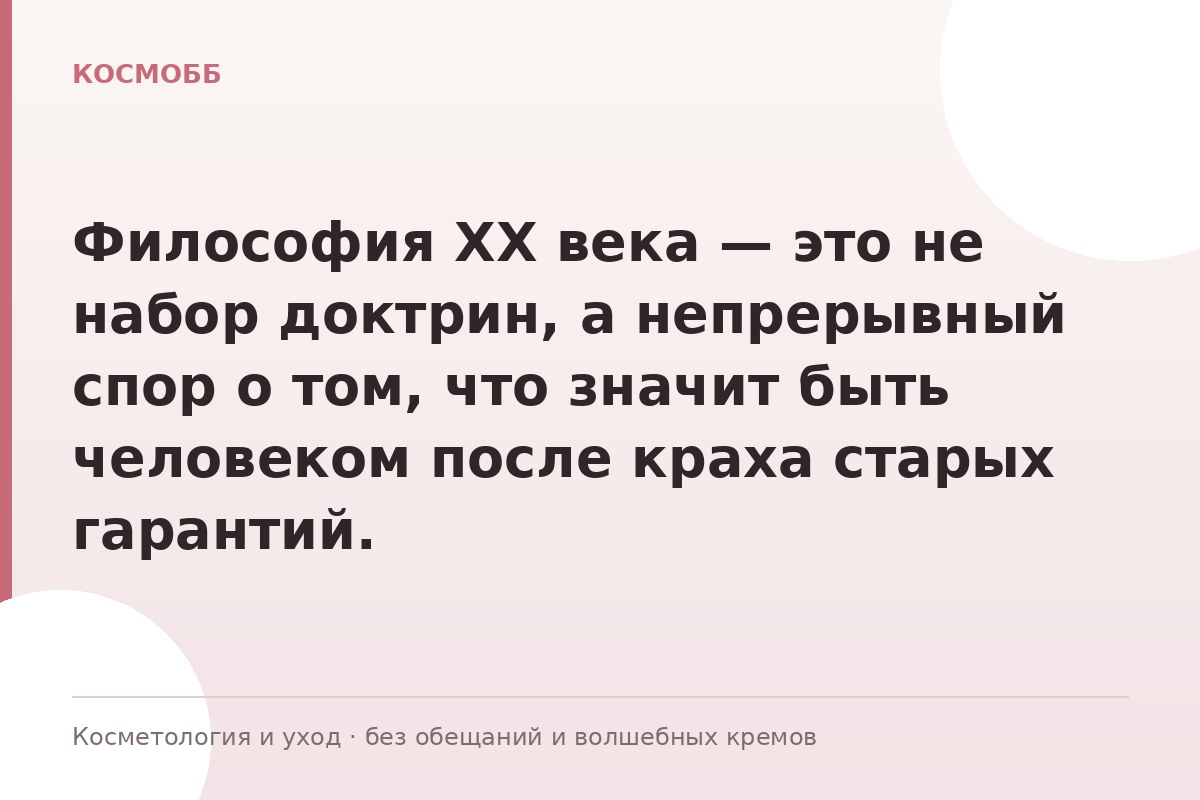 КОСМОББ
Философия XX века — это не
набор доктрин, а непрерывный
спор о том, что значит быть
человеком после краха старых
гарантий.
Косметология и уход · без обещаний и волшебных кремов